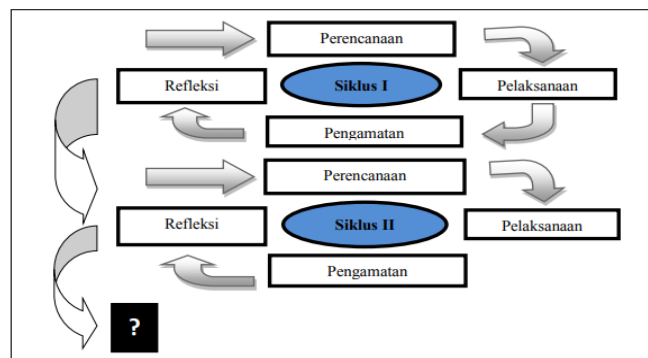 Perencanaan
Refleksi
Siklus I
Pelaksanaan
Pengamatan
Perencanaan
Refleksi
Siklus II
Pelaksanaan
Pengamatan
?